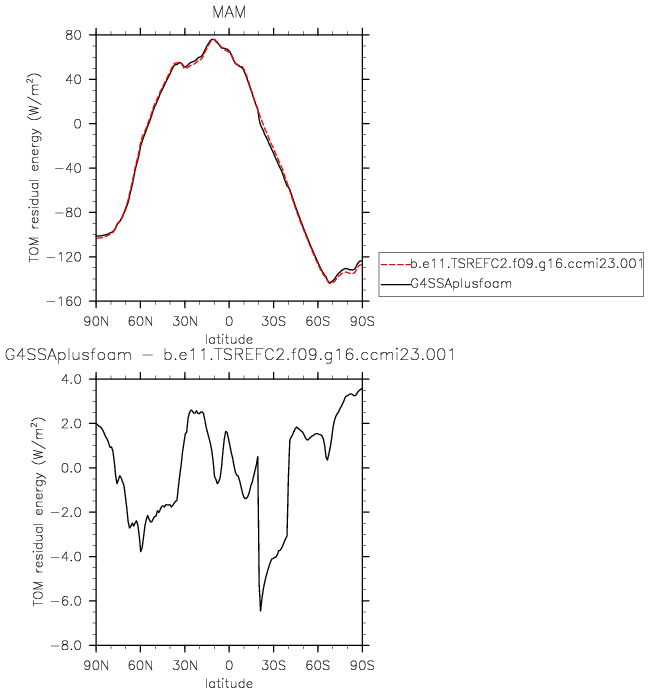 MAM
80
40
0
−40
−80
−120
−160
TOM residual energy (W/m²)
90N 60N 30N 0 30S 60S 90S
latitude
b.e11.TSREFC2.f09.g16.ccmi23.001
G4SSAplusfoam
G4SSAplusfoam − b.e11.TSREFC2.f09.g16.ccmi23.001
4.0
2.0
0.0
−2.0
−4.0
−6.0
−8.0
TOM residual energy (W/m²)
90N 60N 30N 0 30S 60S 90S
latitude